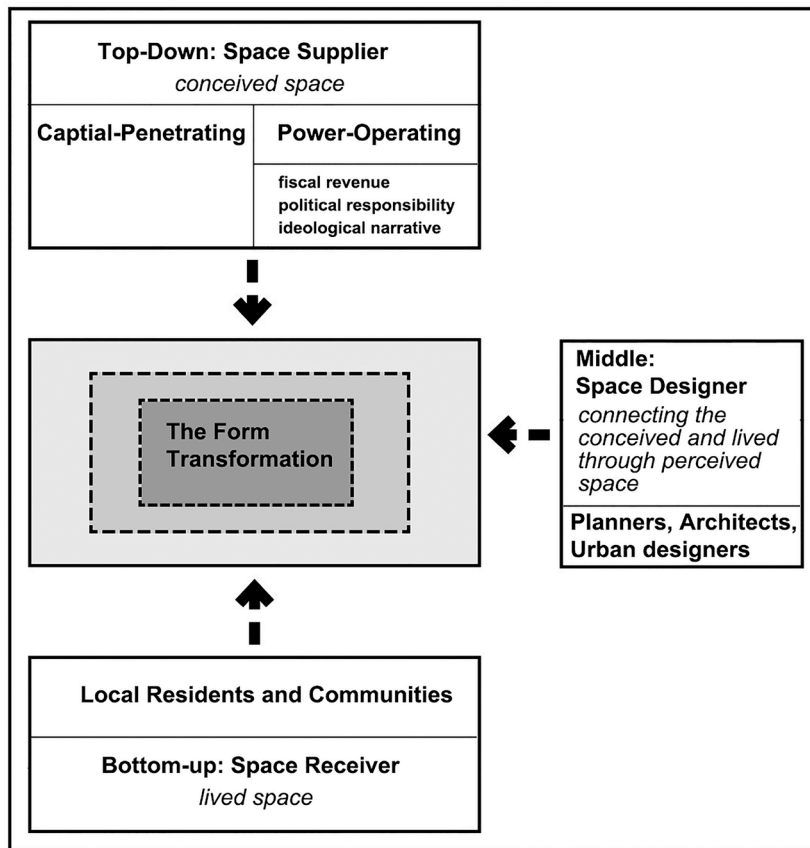 Top-Down: Space Supplier
conceived space
Captial-Penetrating
Power-Operating
fiscal revenue
political responsibility
ideological narrative
The Form
Transformation
Middle:
Space Designer
connecting the
conceived and lived
through perceived
space
Planners, Architects,
Urban designers
Local Residents and Communities
Bottom-up: Space Receiver
lived space